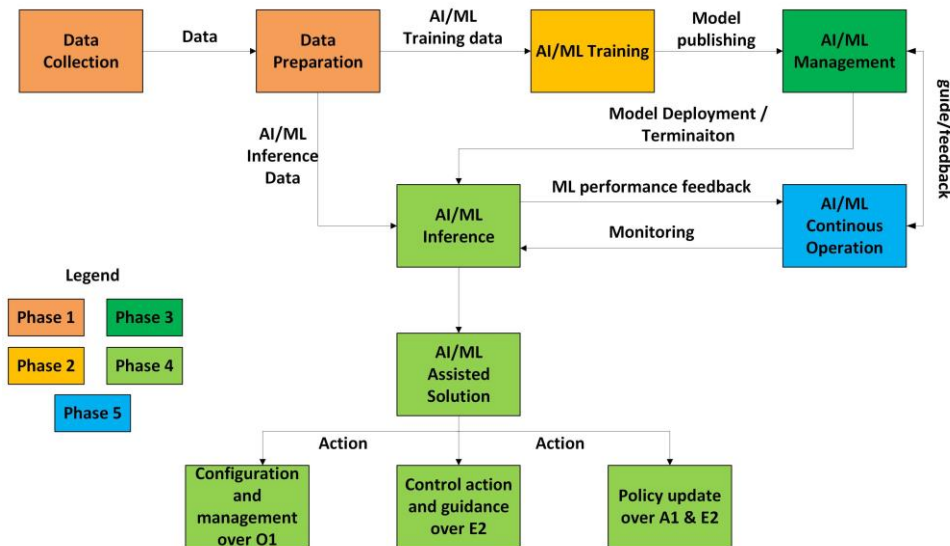 Data
Collection
Data
Data
Preparation
AI/ML
Training data
AI/ML Training
Model
publishing
AI/ML
Management
guide/feedback
AI/ML
Inference
Data
Model Deployment /
Terminaiton
AI/ML
Inference
ML performance feedback
Monitoring
AI/ML
Continous
Operation
Legend
Phase 1
Phase 3
Phase 2
Phase 4
Phase 5
AI/ML
Assisted
Solution
Action
Action
Configuration
and
management
over O1
Control action
and guidance
over E2
Policy update
over A1 & E2